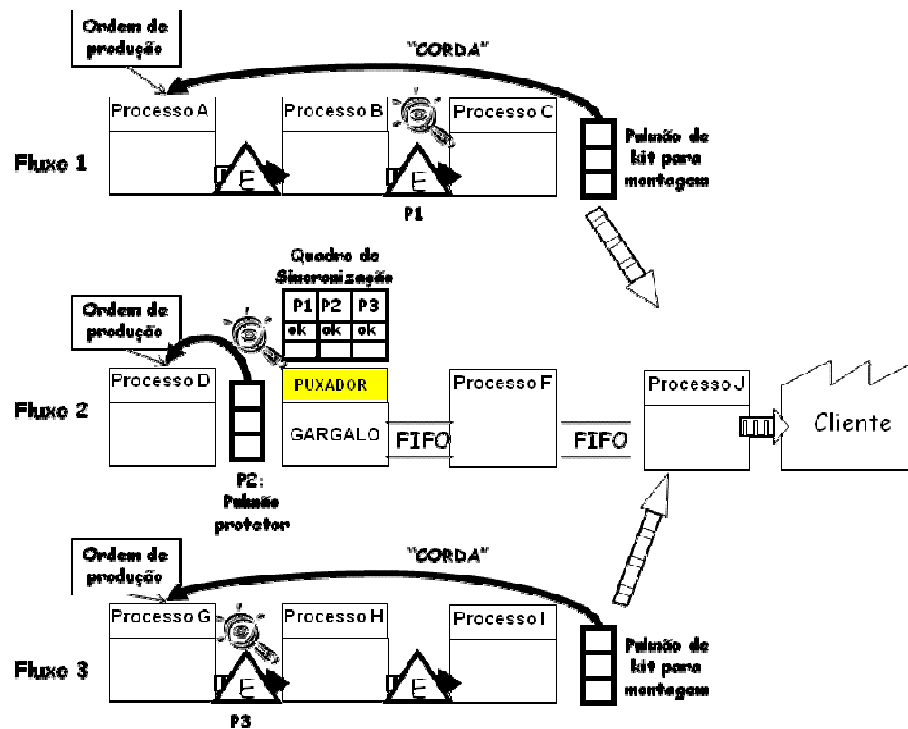 Ordem de
produção
"CORDA"
Processo A
Processo B
Processo C
Fluxo 1
E
E
P1
Pulmão de
kit para
montagem
Quadro de
Sincronização
P1 P2 P3
ok ok ok
Ordem de
produção
Processo D
PUXADOR
Processo F
Processo J
Fluxo 2
GARGALO
FIFO
FIFO
Cliente
P2:
Pulmão
protetor
Ordem de
produção
"CORDA"
Processo G
Processo H
Processo I
Fluxo 3
E
E
P3
Pulmão de
kit para
montagem